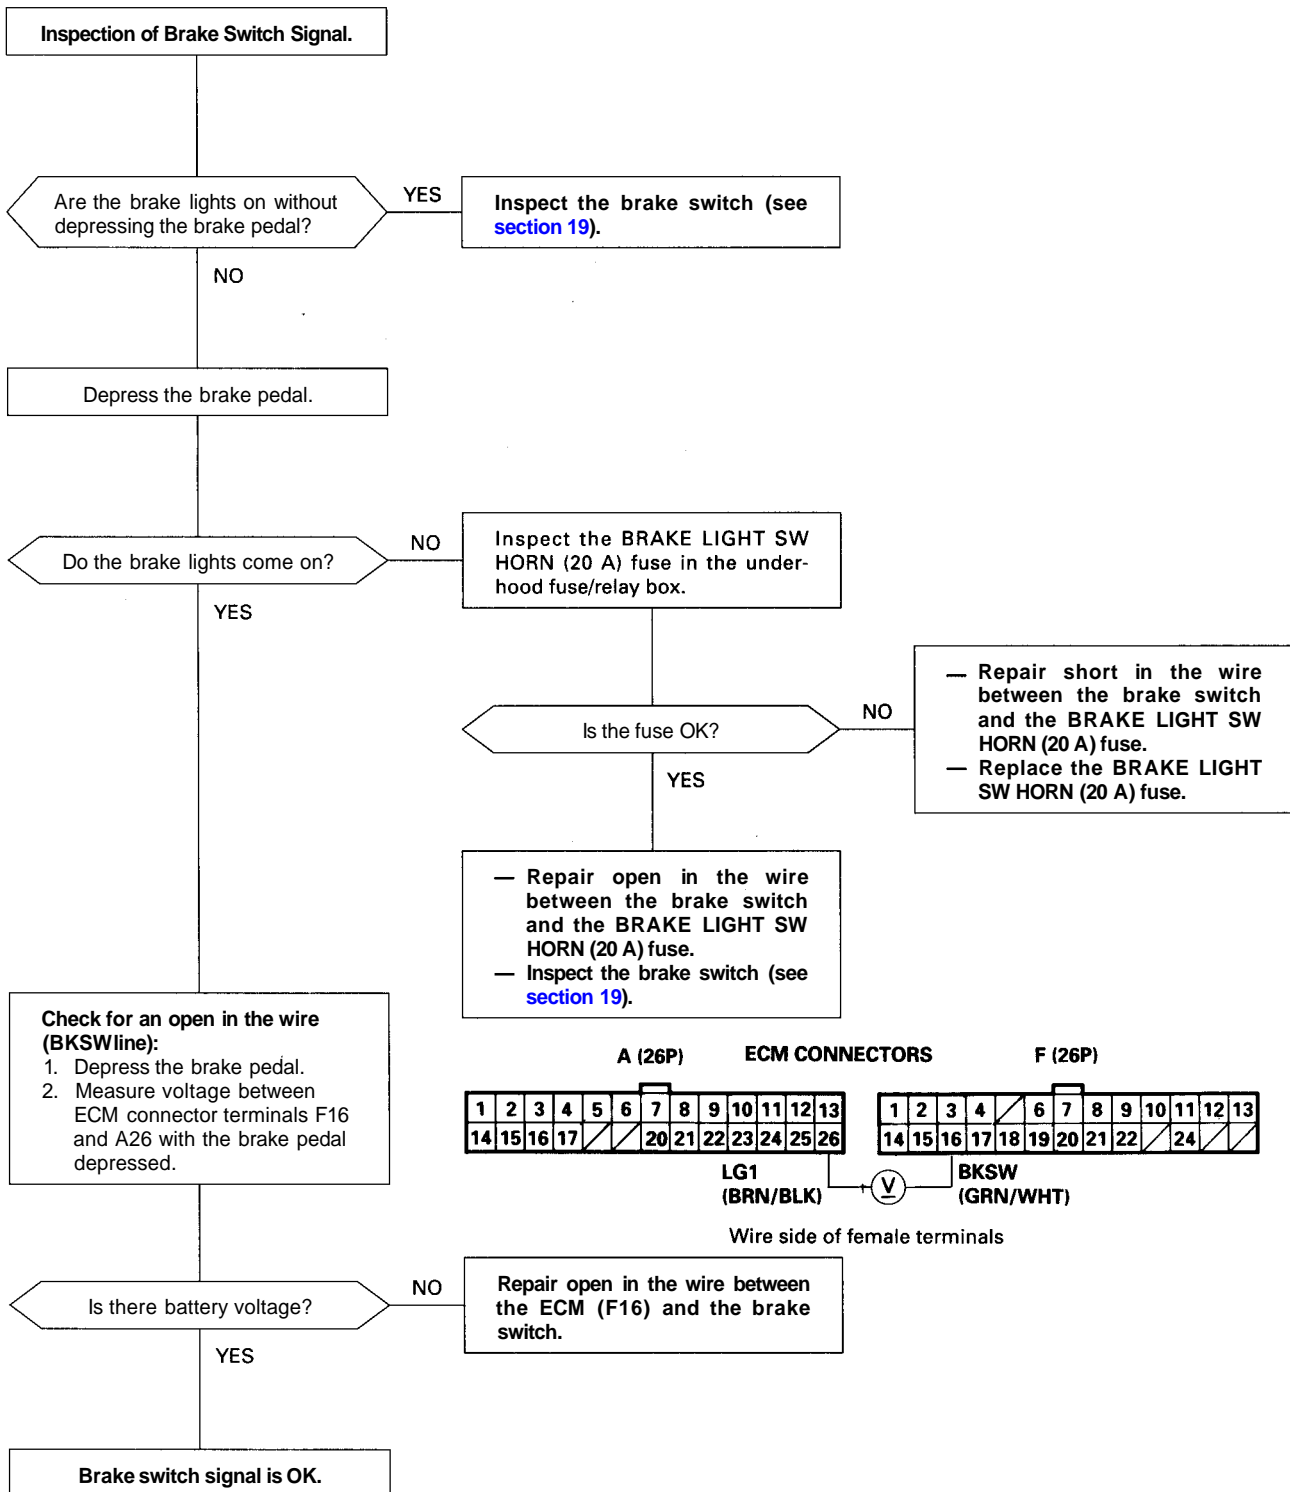 Inspection of Brake Switch Signal.
Are the brake lights on without
depressing the brake pedal?
YES
Inspect the brake switch (see
section 19).
NO
Depress the brake pedal.
Do the brake lights come on?
NO
Inspect the BRAKE LIGHT SW
HORN (20 A) fuse in the under-
hood fuse/relay box.
YES
Is the fuse OK?
NO
— Repair short in the wire
between the brake switch
and the BRAKE LIGHT SW
HORN (20 A) fuse.
— Replace the BRAKE LIGHT
SW HORN (20 A) fuse.
YES
— Repair open in the wire
between the brake switch
and the BRAKE LIGHT SW
HORN (20 A) fuse.
— Inspect the brake switch (see
section 19).
Check for an open in the wire
(BKSWline):
1. Depress the brake pedal.
2. Measure voltage between
ECM connector terminals F16
and A26 with the brake pedal
depressed.
A (26P) ECM CONNECTORS F (26P)
1 2 3 4 5 6 7 8 9 10 11 12 13
14 15 16 17 20 21 22 23 24 25 26
1 2 3 4 6 7 8 9 10 11 12 13
14 15 16 17 18 19 20 21 22 24
LG1
(BRN/BLK)
V
BKSW
(GRN/WHT)
Wire side of female terminals
Is there battery voltage?
NO
Repair open in the wire between
the ECM (F16) and the brake
switch.
YES
Brake switch signal is OK.